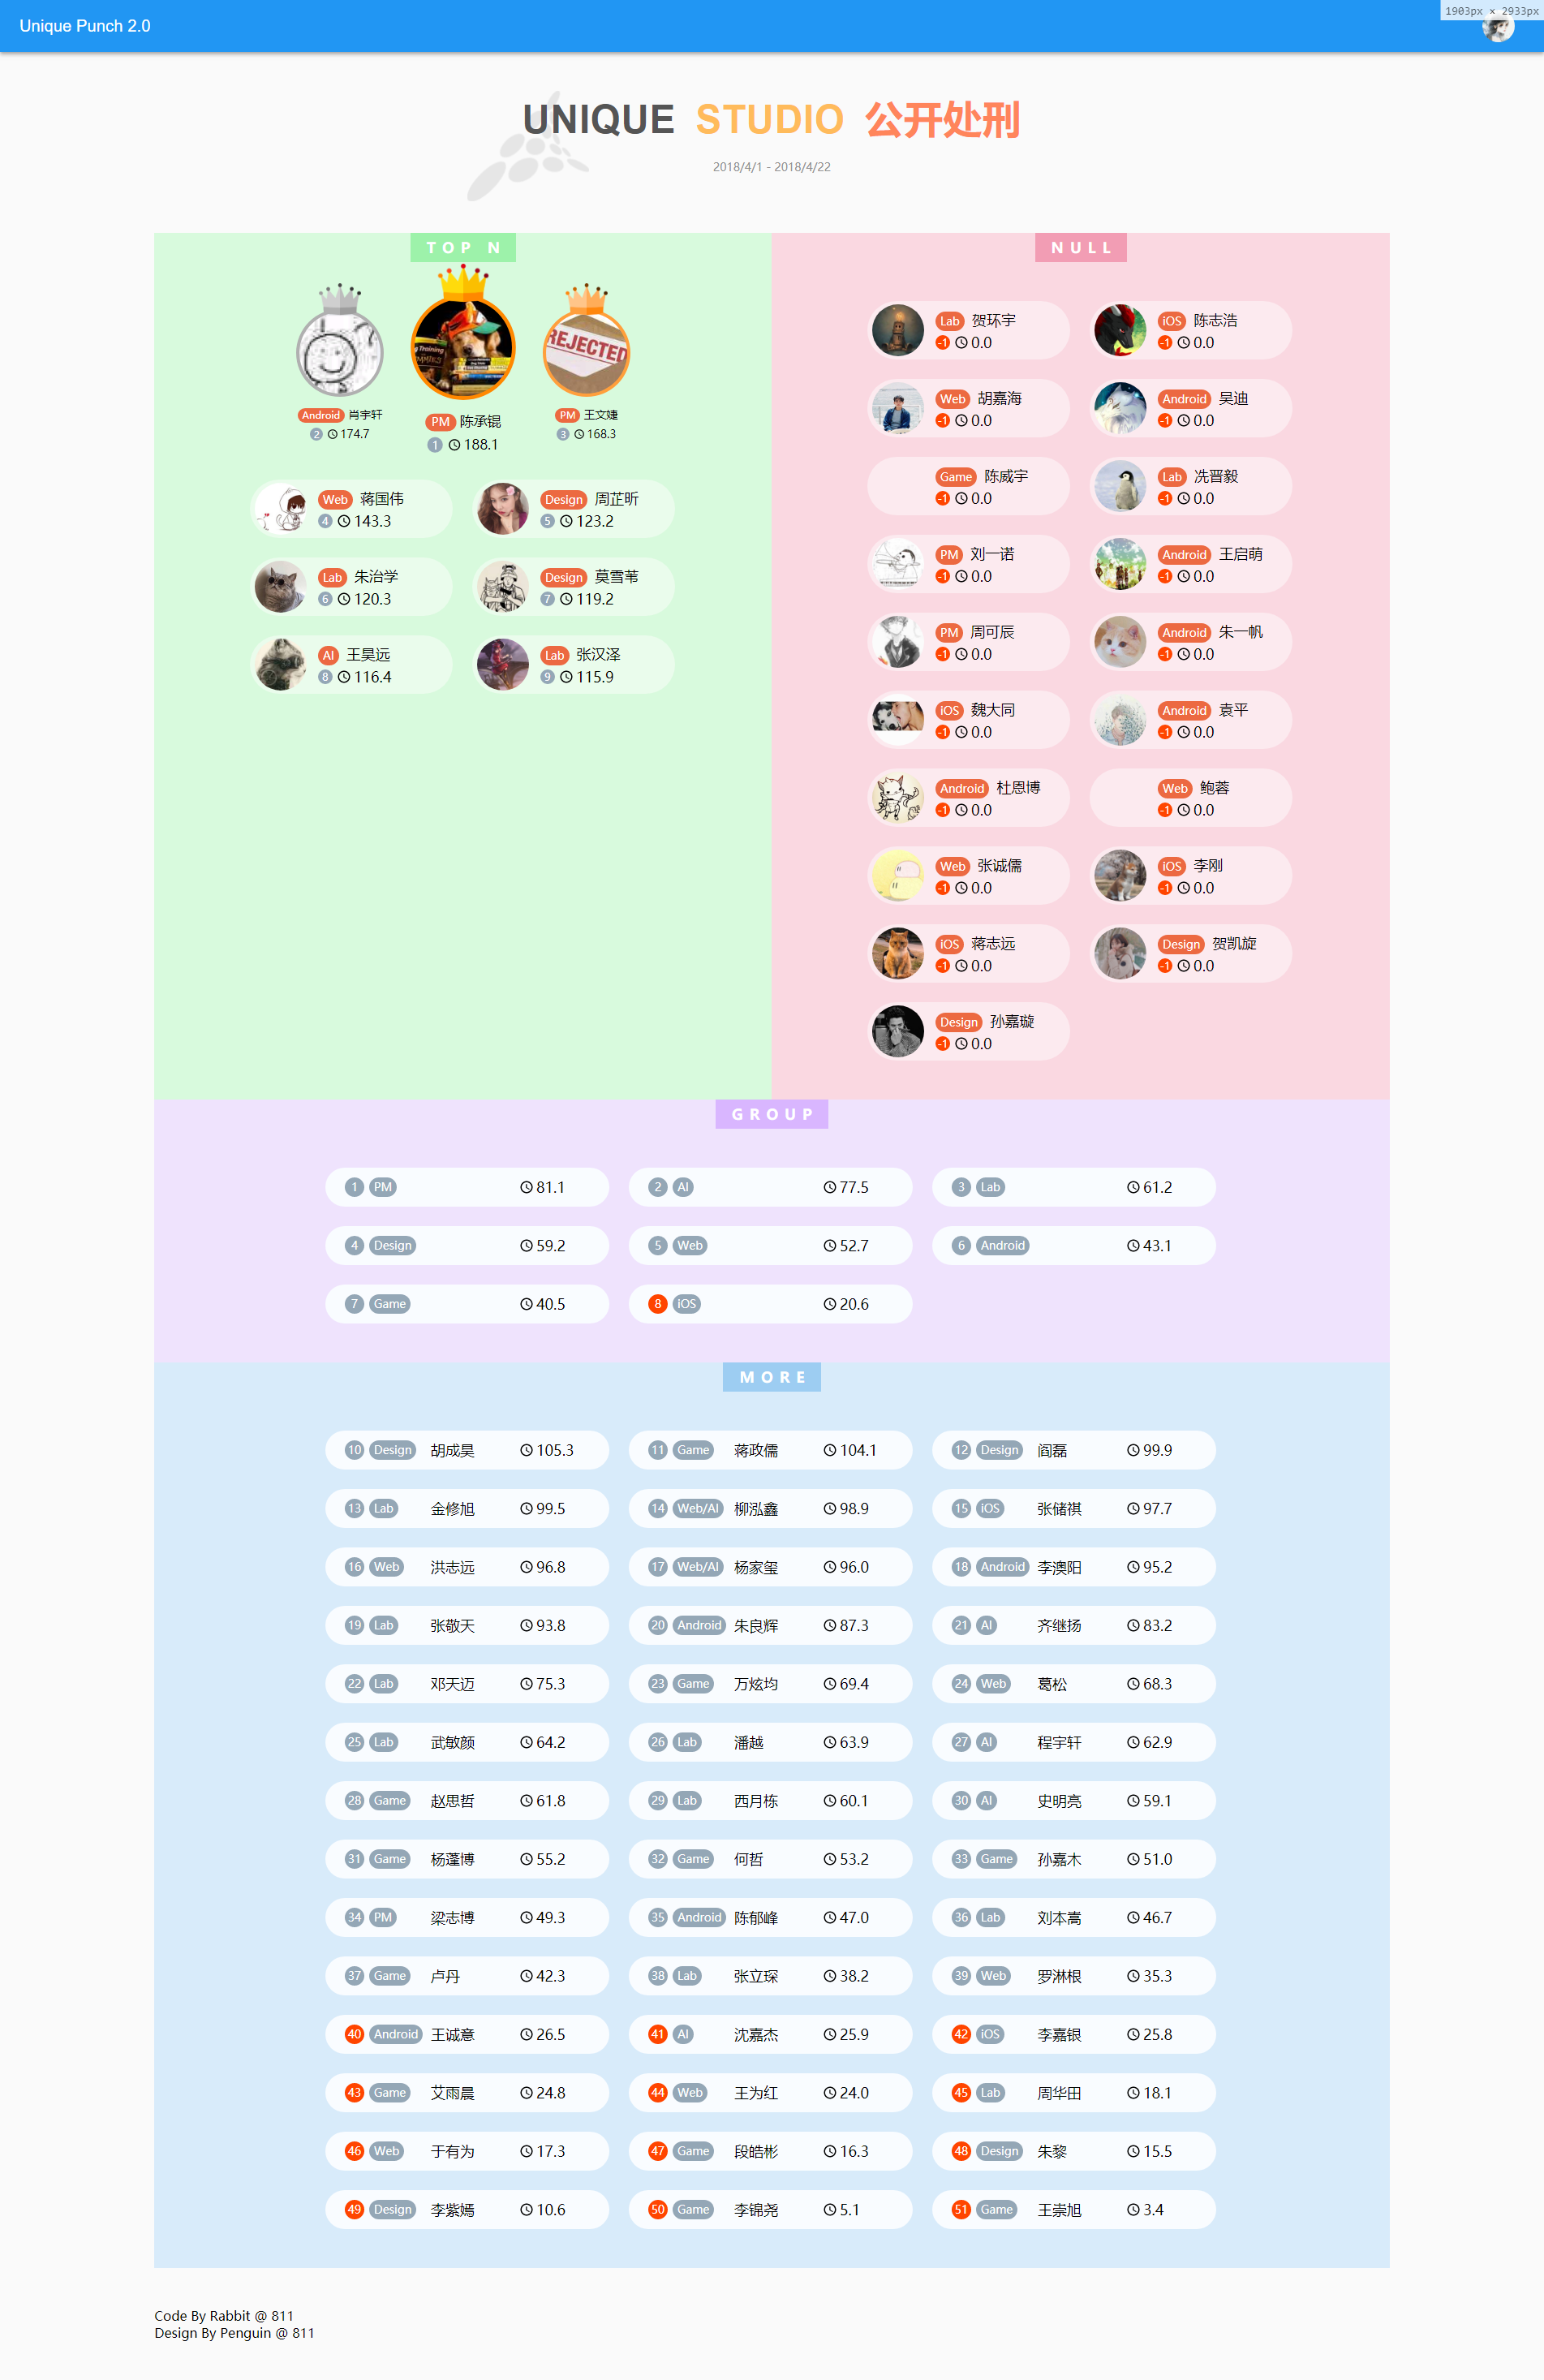 Unique Punch 2.0
1903px × 2933px
UNIQUE STUDIO 公开处刑
2018/4/1 - 2018/4/22
TOP N
REJECTED
Android 肖宇轩
2 174.7
PM 陈承锟
1 188.1
PM 王文婕
3 168.3
Web 蒋国伟
4 143.3
Design 周芷昕
5 123.2
Lab 朱治学
6 120.3
Design 莫雪苇
7 119.2
AI 王昊远
8 116.4
Lab 张汉泽
9 115.9
NULL
Lab 贺环宇
-1 0.0
iOS 陈志浩
-1 0.0
Web 胡嘉海
-1 0.0
Android 吴迪
-1 0.0
Game 陈威宇
-1 0.0
Lab 冼晋毅
-1 0.0
PM 刘一诺
-1 0.0
Android 王启萌
-1 0.0
PM 周可辰
-1 0.0
Android 朱一帆
-1 0.0
iOS 魏大同
-1 0.0
Android 袁平
-1 0.0
Android 杜恩博
-1 0.0
Web 鲍蓉
-1 0.0
Web 张诚儒
-1 0.0
iOS 李刚
-1 0.0
iOS 蒋志远
-1 0.0
Design 贺凯旋
-1 0.0
Design 孙嘉璇
-1 0.0
GROUP
1 PM 81.1
2 AI 77.5
3 Lab 61.2
4 Design 59.2
5 Web 52.7
6 Android 43.1
7 Game 40.5
8 iOS 20.6
MORE
10 Design 胡成昊 105.3
11 Game 蒋政儒 104.1
12 Design 阎磊 99.9
13 Lab 金修旭 99.5
14 Web/AI 柳泓鑫 98.9
15 iOS 张储祺 97.7
16 Web 洪志远 96.8
17 Web/AI 杨家玺 96.0
18 Android 李澳阳 95.2
19 Lab 张敬天 93.8
20 Android 朱良辉 87.3
21 AI 齐继扬 83.2
22 Lab 邓天迈 75.3
23 Game 万炫均 69.4
24 Web 葛松 68.3
25 Lab 武敏颜 64.2
26 Lab 潘越 63.9
27 AI 程宇轩 62.9
28 Game 赵思哲 61.8
29 Lab 西月栋 60.1
30 AI 史明亮 59.1
31 Game 杨蓬博 55.2
32 Game 何哲 53.2
33 Game 孙嘉木 51.0
34 PM 梁志博 49.3
35 Android 陈郁峰 47.0
36 Lab 刘本嵩 46.7
37 Game 卢丹 42.3
38 Lab 张立琛 38.2
39 Web 罗淋根 35.3
40 Android 王诚意 26.5
41 AI 沈嘉杰 25.9
42 iOS 李嘉银 25.8
43 Game 艾雨晨 24.8
44 Web 王为红 24.0
45 Lab 周华田 18.1
46 Web 于有为 17.3
47 Game 段皓彬 16.3
48 Design 朱黎 15.5
49 Design 李紫嫣 10.6
50 Game 李锦尧 5.1
51 Game 王崇旭 3.4
Code By Rabbit @ 811
Design By Penguin @ 811